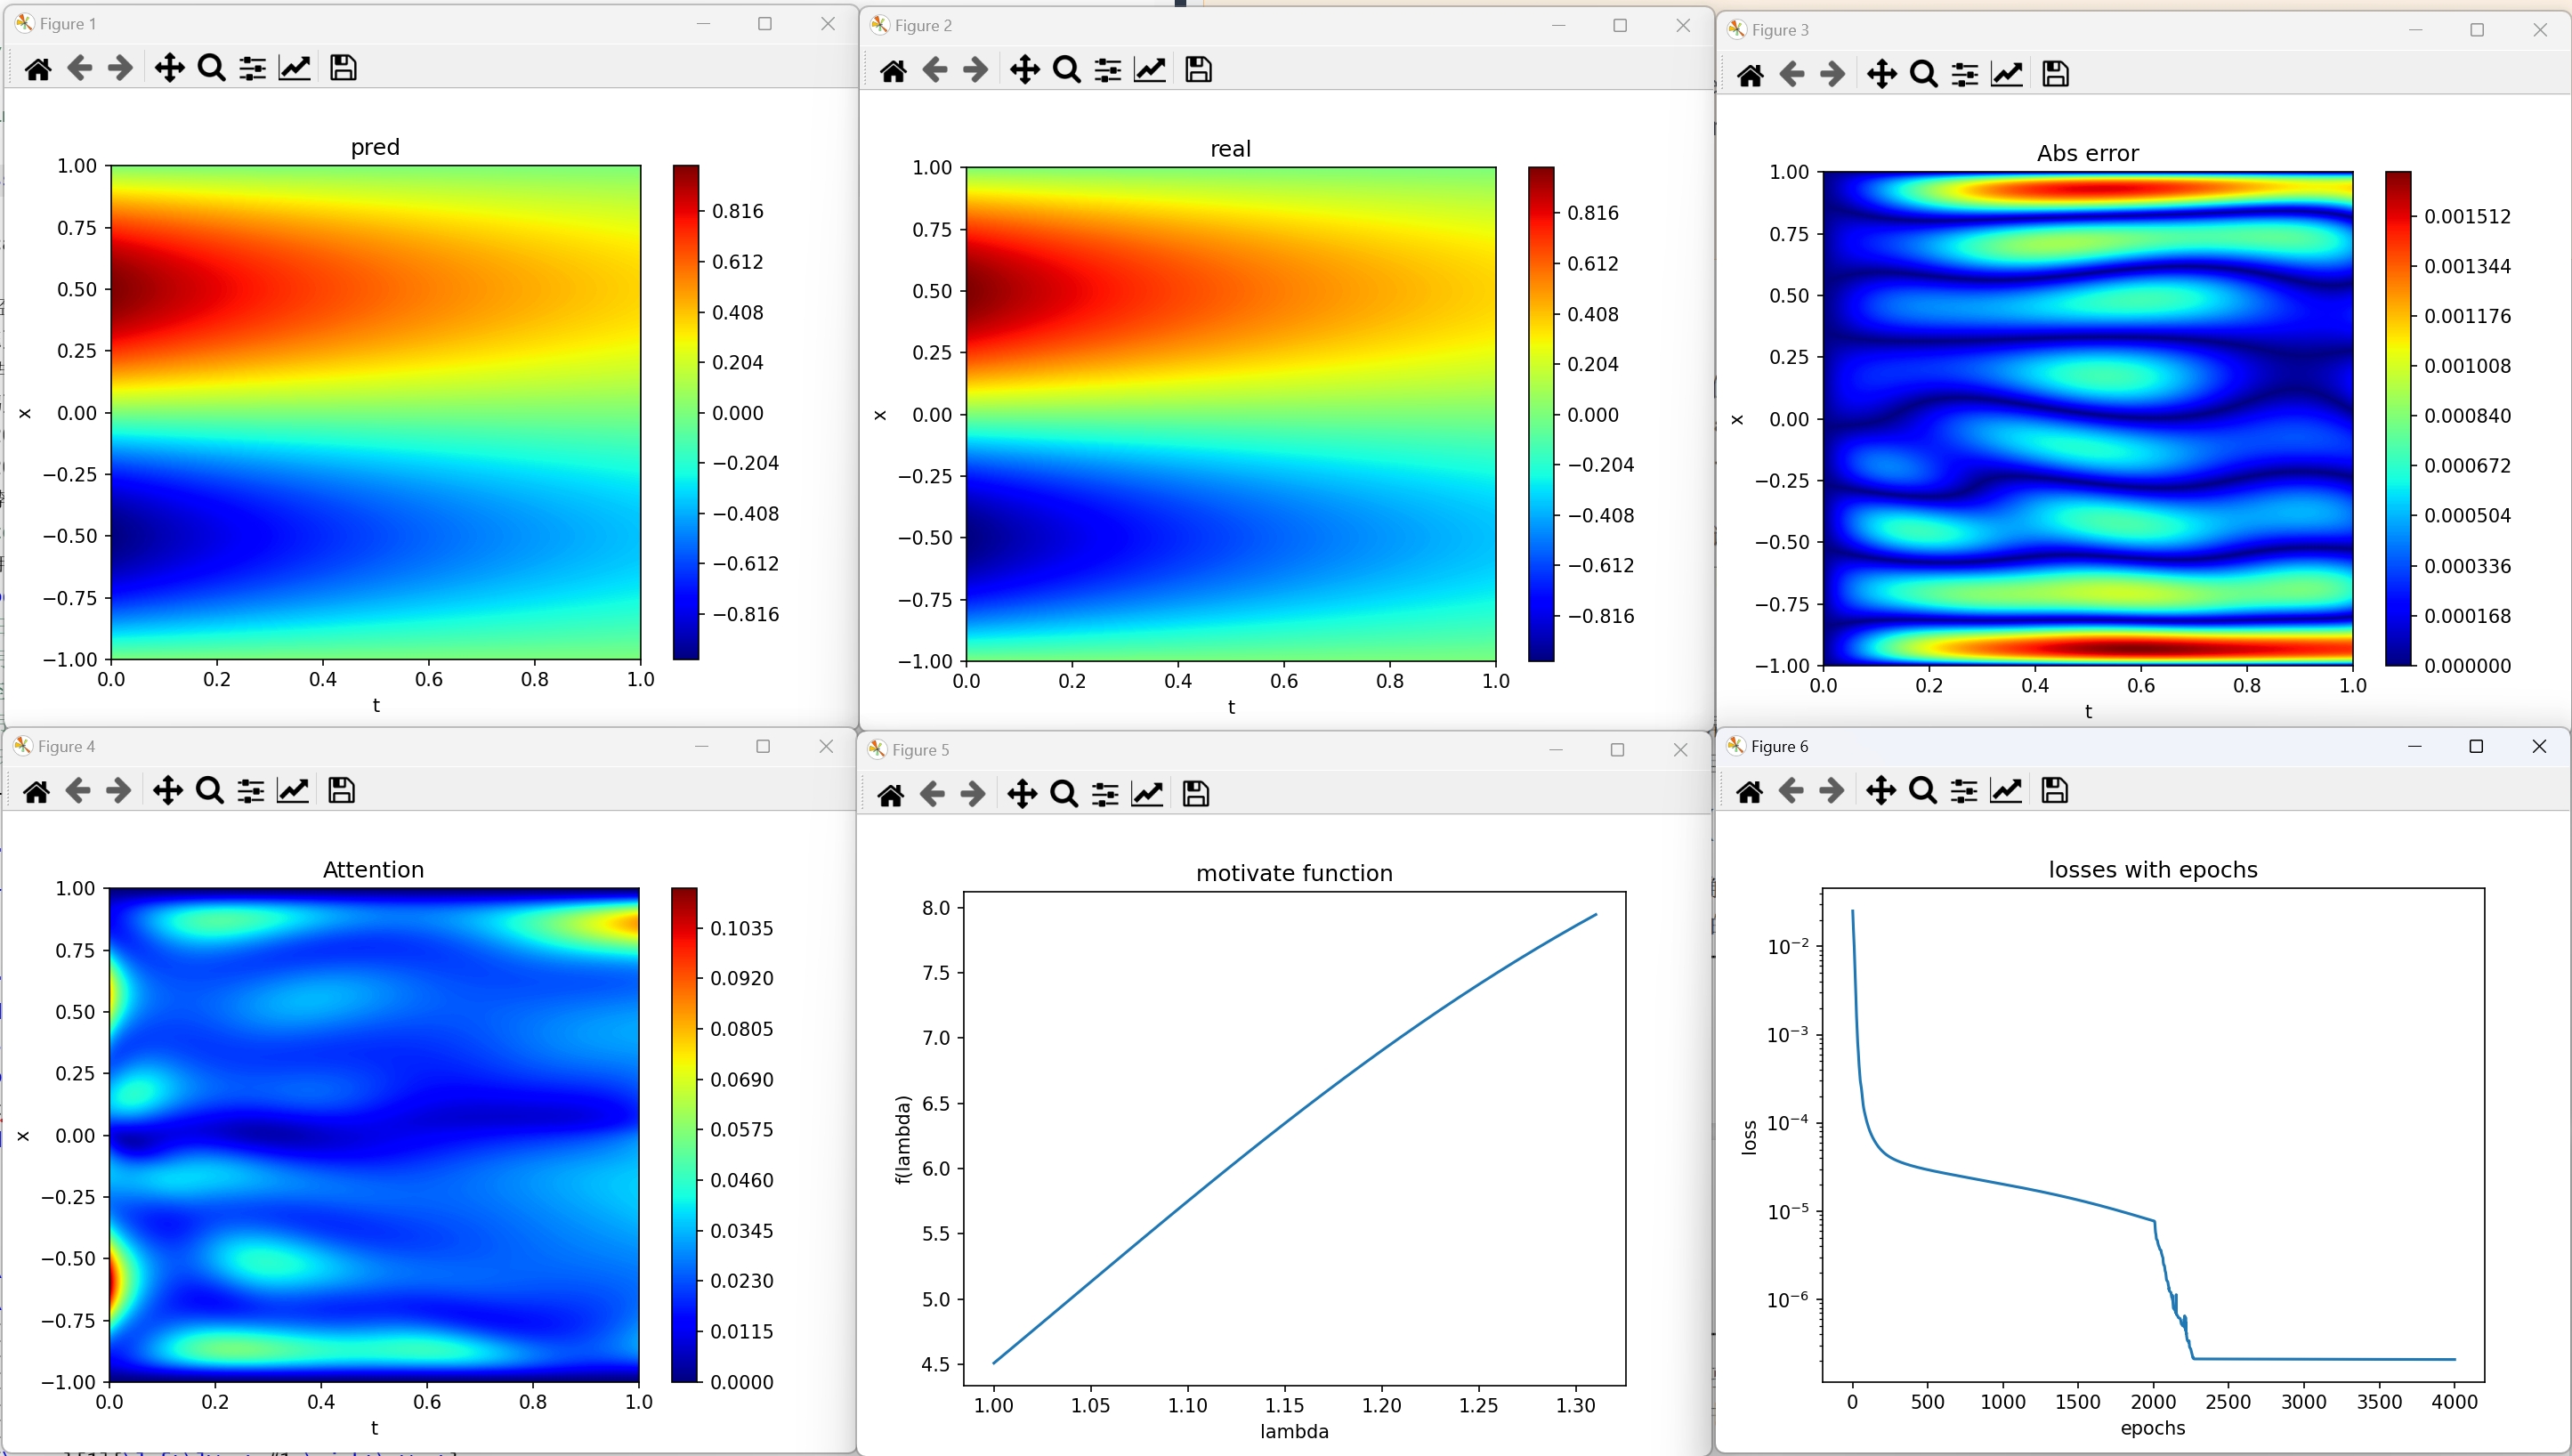 Figure 1
pred
1.00
0.75
0.50
0.25
0.00
−0.25
−0.50
−0.75
−1.00
x
0.0 0.2 0.4 0.6 0.8 1.0
t
0.816
0.612
0.408
0.204
0.000
−0.204
−0.408
−0.612
−0.816
Figure 2
real
1.00
0.75
0.50
0.25
0.00
−0.25
−0.50
−0.75
−1.00
x
0.0 0.2 0.4 0.6 0.8 1.0
t
0.816
0.612
0.408
0.204
0.000
−0.204
−0.408
−0.612
−0.816
Figure 3
Abs error
1.00
0.75
0.50
0.25
0.00
−0.25
−0.50
−0.75
−1.00
x
0.0 0.2 0.4 0.6 0.8 1.0
t
0.001512
0.001344
0.001176
0.001008
0.000840
0.000672
0.000504
0.000336
0.000168
0.000000
Figure 4
Attention
1.00
0.75
0.50
0.25
0.00
−0.25
−0.50
−0.75
−1.00
x
0.0 0.2 0.4 0.6 0.8 1.0
t
0.1035
0.0920
0.0805
0.0690
0.0575
0.0460
0.0345
0.0230
0.0115
0.0000
Figure 5
motivate function
8.0
7.5
7.0
6.5
6.0
5.5
5.0
4.5
f(lambda)
1.00 1.05 1.10 1.15 1.20 1.25 1.30
lambda
Figure 6
losses with epochs
10⁻²
10⁻³
10⁻⁴
10⁻⁵
10⁻⁶
loss
0 500 1000 1500 2000 2500 3000 3500 4000
epochs